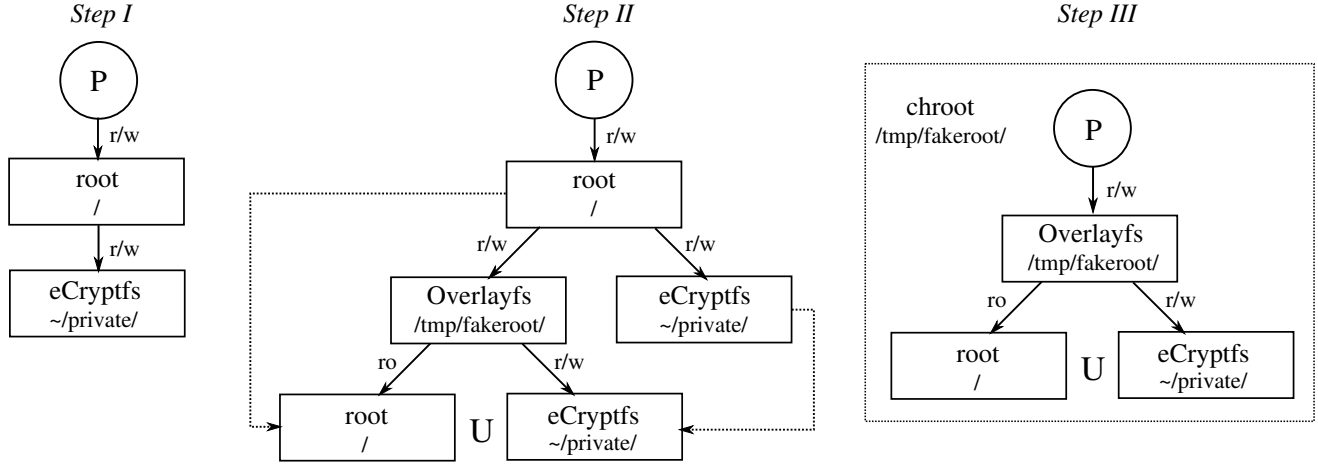 Step I
P
r/w
root
/
r/w
eCryptfs
~/private/
Step II
P
r/w
root
/
r/w
r/w
Overlayfs
/tmp/fakeroot/
eCryptfs
~/private/
ro
r/w
root
/
U
eCryptfs
~/private/
Step III
chroot
/tmp/fakeroot/
P
r/w
Overlayfs
/tmp/fakeroot/
ro
r/w
root
/
U
eCryptfs
~/private/